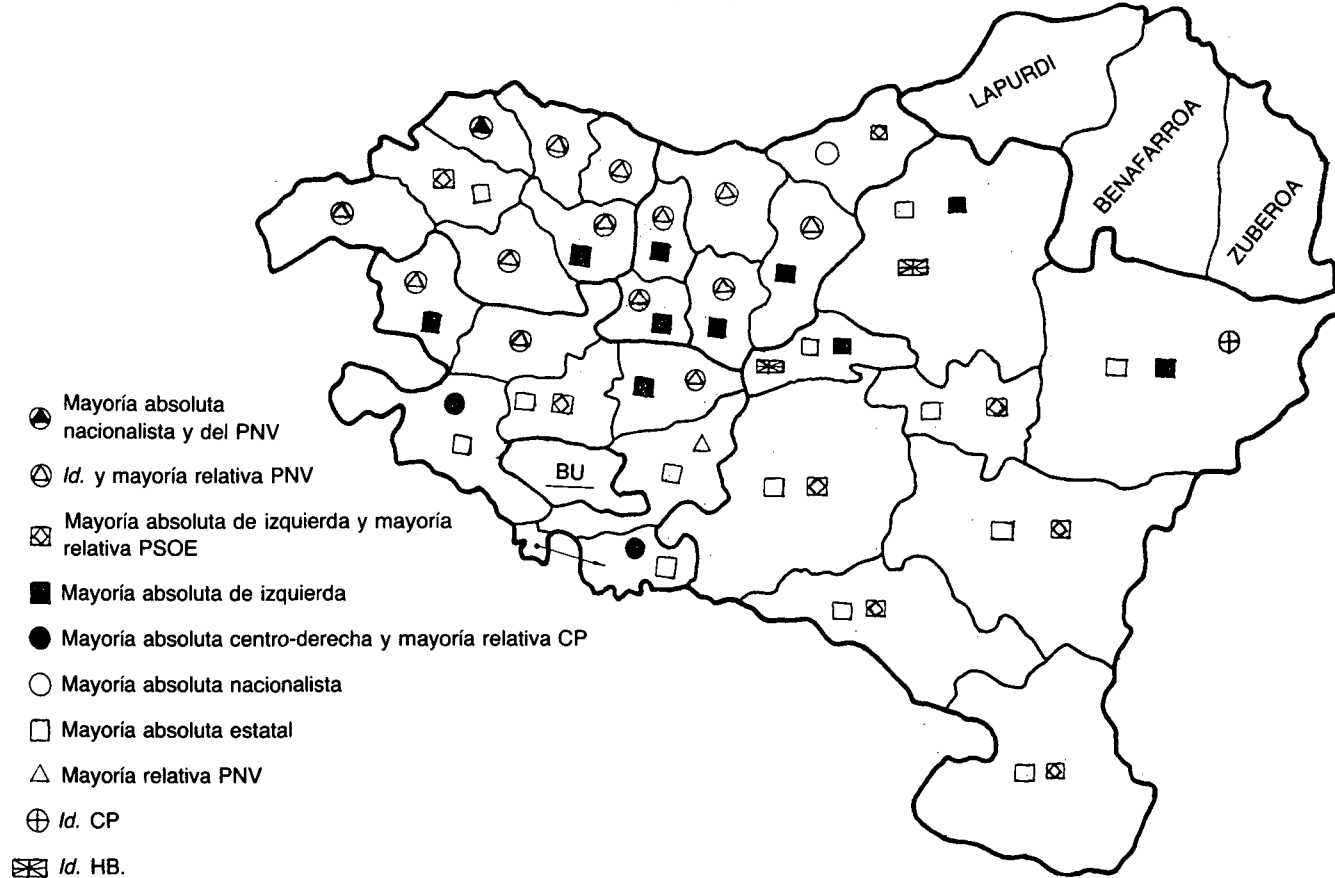 LAPURDI
BENAFARROA
ZUBEROA
BU
Mayoría absoluta
nacionalista y del PNV
Id. y mayoría relativa PNV
Mayoría absoluta de izquierda y mayoría
relativa PSOE
Mayoría absoluta de izquierda
Mayoría absoluta centro-derecha y mayoría relativa CP
Mayoría absoluta nacionalista
Mayoría absoluta estatal
Mayoría relativa PNV
Id. CP
Id. HB.